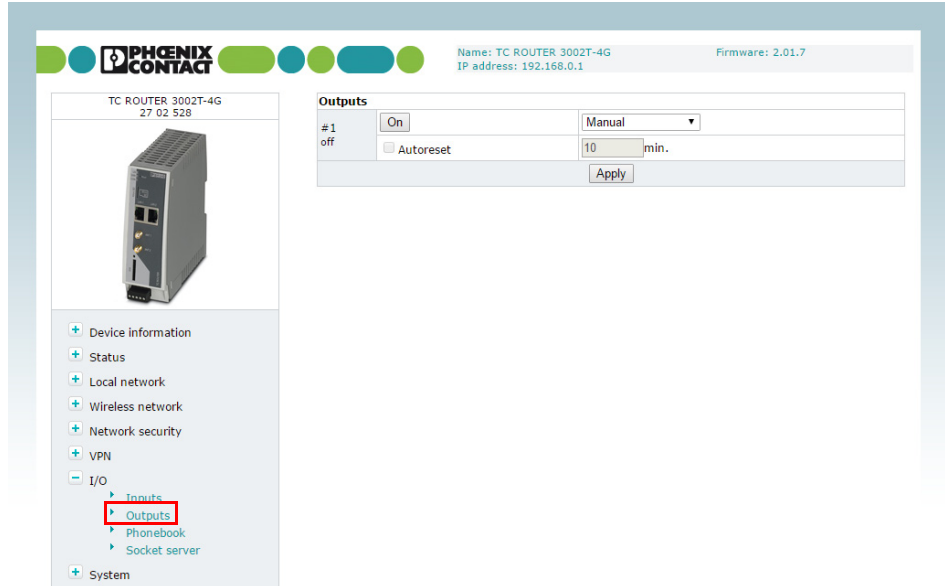 PHŒNIX
CONTACT
Name: TC ROUTER 3002T-4G
Firmware: 2.01.7
IP address: 192.168.0.1
TC ROUTER 3002T-4G
27 02 528
Outputs
#1
off
On
Manual
Autoreset
10 min.
Apply
Device information
Status
Local network
Wireless network
Network security
VPN
I/O
Inputs
Outputs
Phonebook
Socket server
System